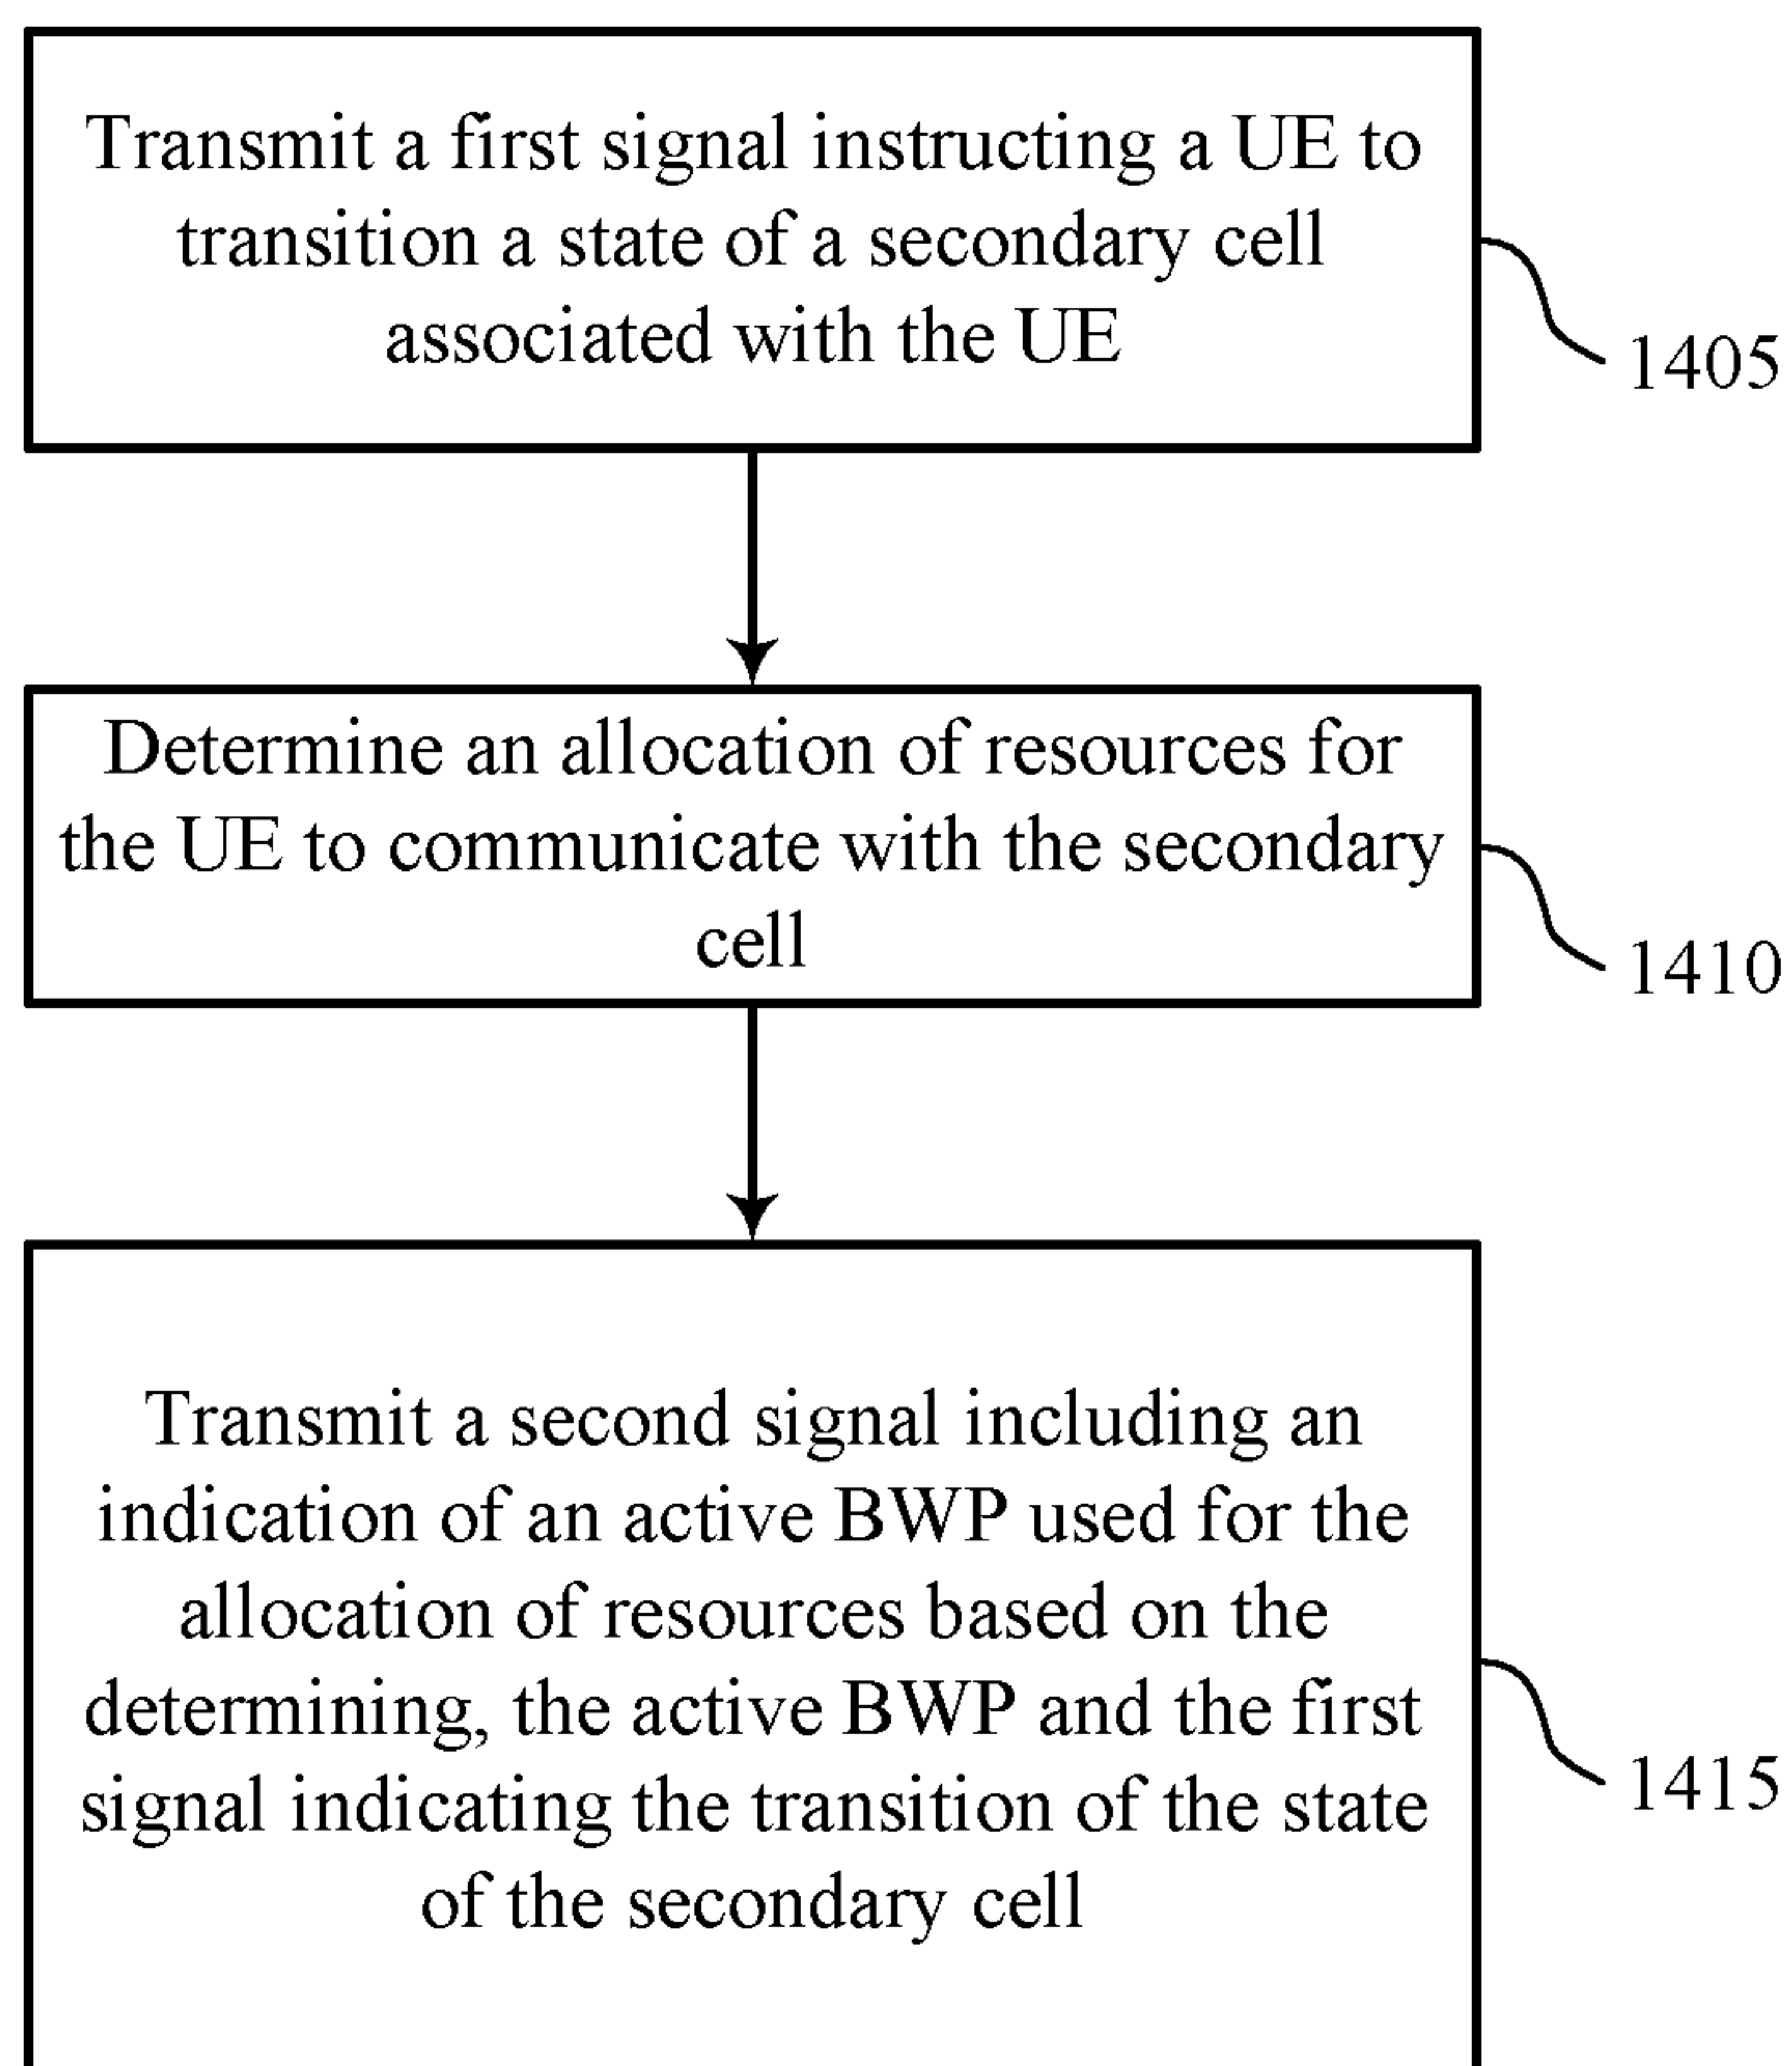 Transmit a first signal instructing a UE to
transition a state of a secondary cell
associated with the UE
1405
Determine an allocation of resources for
the UE to communicate with the secondary
cell
1410
Transmit a second signal including an
indication of an active BWP used for the
allocation of resources based on the
determining, the active BWP and the first
signal indicating the transition of the state
of the secondary cell
1415